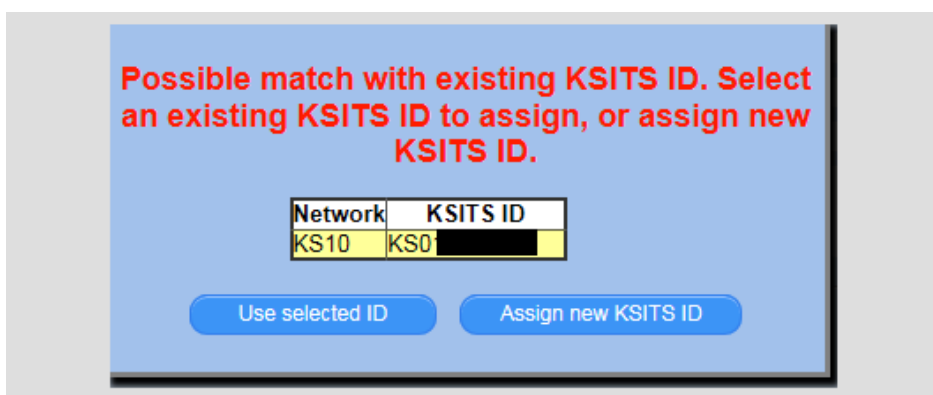 Possible match with existing KSITS ID. Select
an existing KSITS ID to assign, or assign new
KSITS ID.
Network KSITS ID
KS10 KS01
Use selected ID Assign new KSITS ID